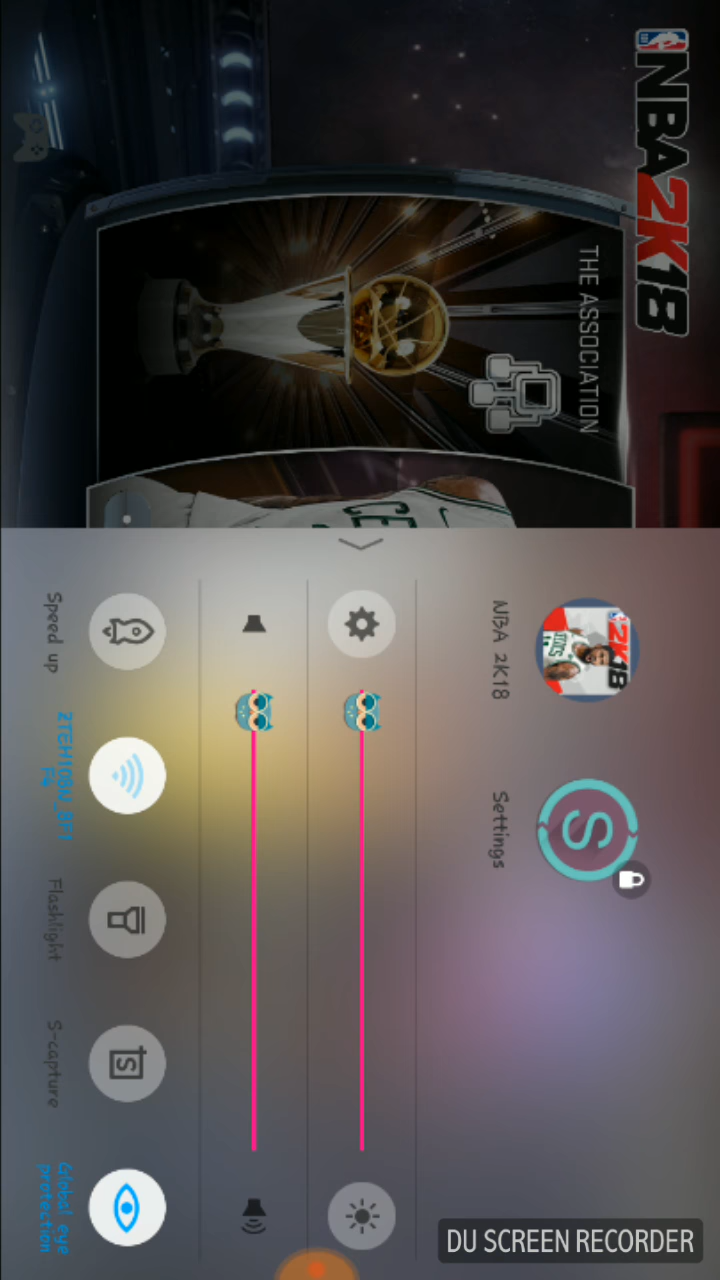 NBA2K18
THE ASSOCIATION
NBA 2K18
Settings
Speed up
Flashlight
S-capture
Global eye
protection
DU SCREEN RECORDER